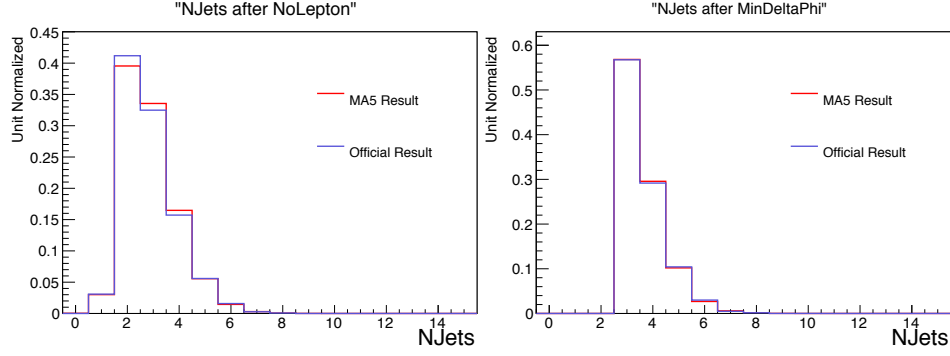 "NJets after NoLepton"
Unit Normalized
0.45
0.4
0.35
0.3
0.25
0.2
0.15
0.1
0.05
0
MA5 Result
Official Result
0 2 4 6 8 10 12 14
NJets
"NJets after MinDeltaPhi"
Unit Normalized
0.6
0.5
0.4
0.3
0.2
0.1
0
MA5 Result
Official Result
0 2 4 6 8 10 12 14
NJets